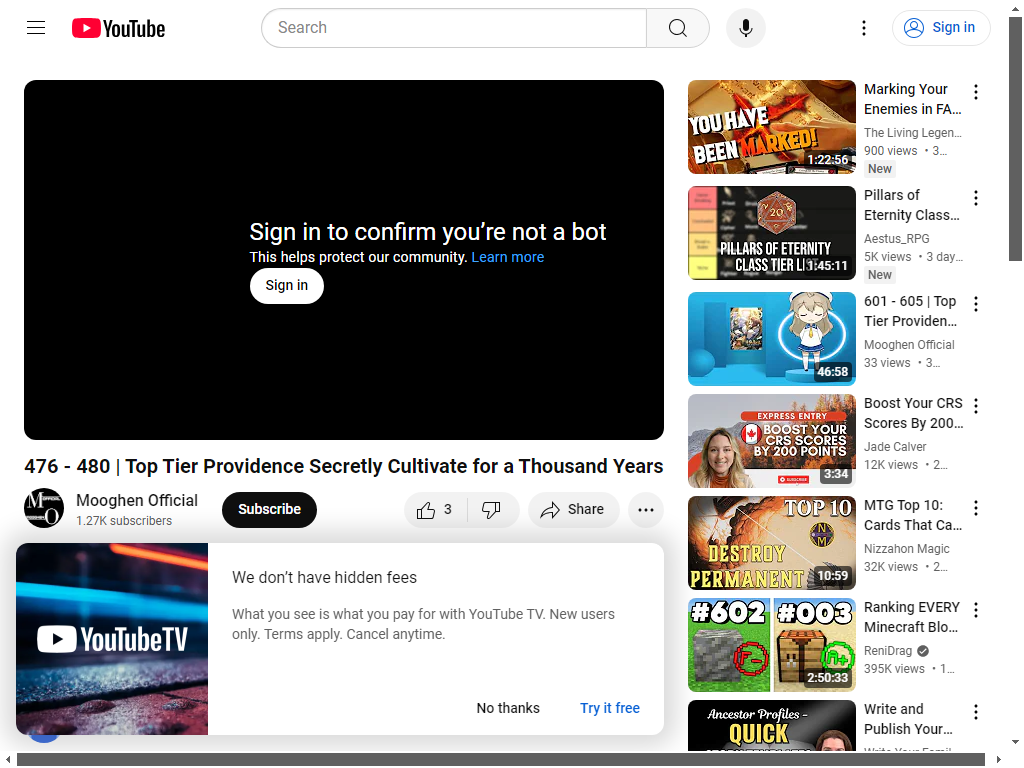 YouTube
Search
Sign in
Sign in to confirm you're not a bot
This helps protect our community. Learn more
Sign in
476 - 480 | Top Tier Providence Secretly Cultivate for a Thousand Years
Mooghen Official
1.27K subscribers
Subscribe
3
Share
YouTubeTV
We don't have hidden fees
What you see is what you pay for with YouTube TV. New users
only. Terms apply. Cancel anytime.
No thanks
Try it free
YOU HAVE
BEEN MARKED!
1:22:56
Marking Your
Enemies in FA...
The Living Legen...
900 views • 3...
New
20
PILLARS OF ETERNITY
CLASS TIER LI
1:45:11
Pillars of
Eternity Class...
Aestus_RPG
5K views • 3 day...
New
46:58
601 - 605 | Top
Tier Providen...
Mooghen Official
33 views • 3...
EXPRESS ENTRY
BOOST YOUR
CRS SCORES
BY 200 POINTS
SUBSCRIBE
3:34
Boost Your CRS
Scores By 200...
Jade Calver
12K views • 2...
TOP 10
NM
DESTROY
PERMANENT
10:59
MTG Top 10:
Cards That Ca...
Nizzahon Magic
32K views • 2...
#602 #003
F- A+
2:50:33
Ranking EVERY
Minecraft Blo...
ReniDrag
395K views • 1...
Ancestor Profiles -
QUICK
Write and
Publish Your...